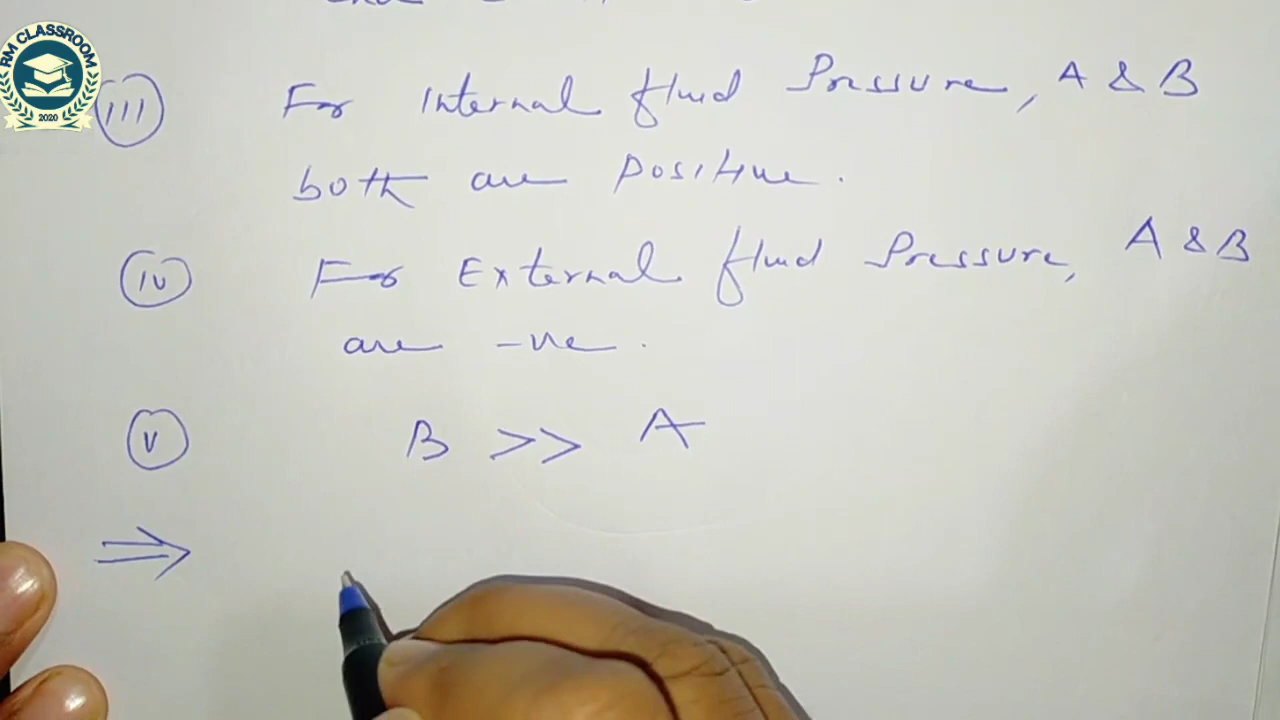 RM CLASSROOM
2020
(iii) For Internal fluid Pressure, A & B
both are positive.
(iv) For External fluid Pressure, A & B
are -ve.
(v) B >> A
⇒